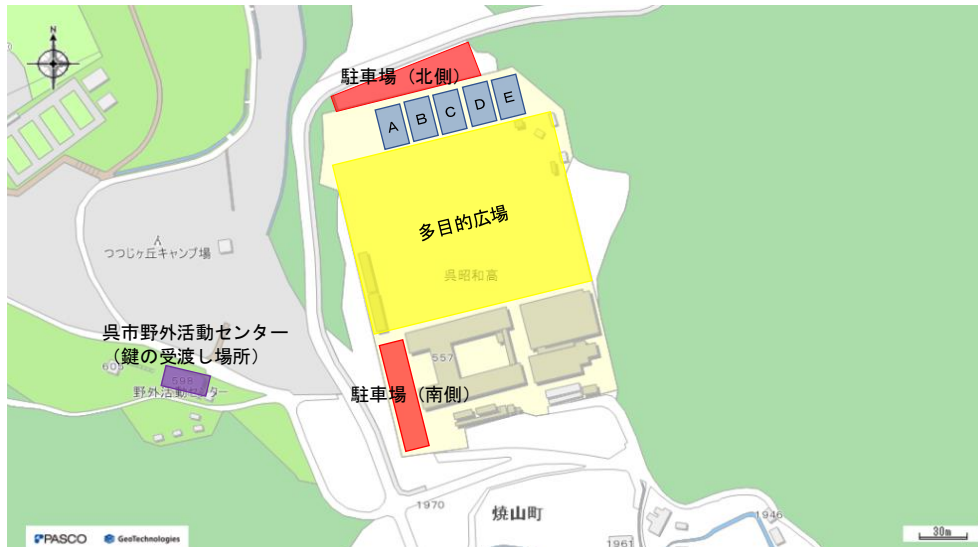 N
駐車場（北側）
A
B
C
D
E
多目的広場
つつじヶ丘キャンプ場
呉昭和高
呉市野外活動センター
（鍵の受渡し場所）
557
598
野外活動センター
駐車場（南側）
1970
焼山町
1946
1961
PASCO
GeoTechnologies
30m